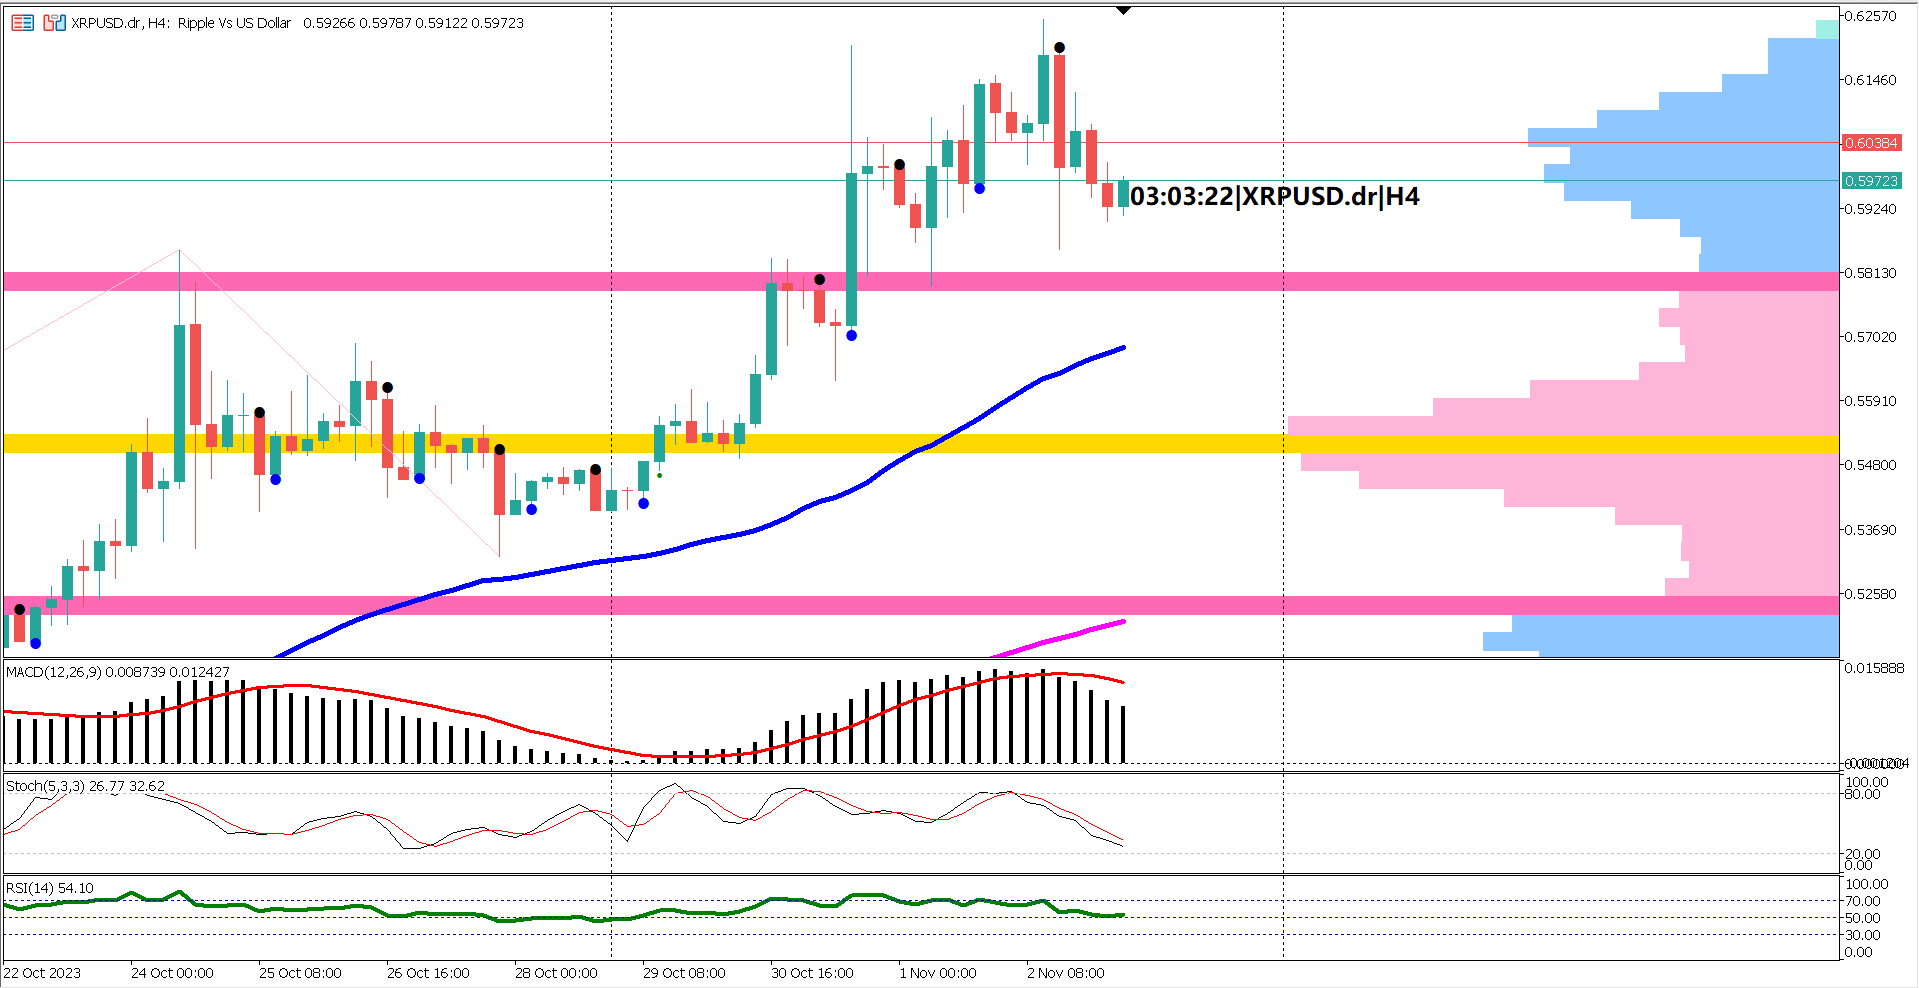 XRPUSD.dr, H4: Ripple Vs US Dollar 0.59266 0.59787 0.59122 0.59723
0.62570
0.61460
0.60384
0.59723
03:03:22|XRPUSD.dr|H4
0.59240
0.58130
0.57020
0.55910
0.54800
0.53690
0.52580
MACD(12,26,9) 0.008739 0.012427
0.015888
Stoch(5,3,3) 26.77 32.62
100.00
80.00
20.00
0.00
RSI(14) 54.10
100.00
70.00
50.00
30.00
0.00
22 Oct 2023
24 Oct 00:00
25 Oct 08:00
26 Oct 16:00
28 Oct 00:00
29 Oct 08:00
30 Oct 16:00
1 Nov 00:00
2 Nov 08:00